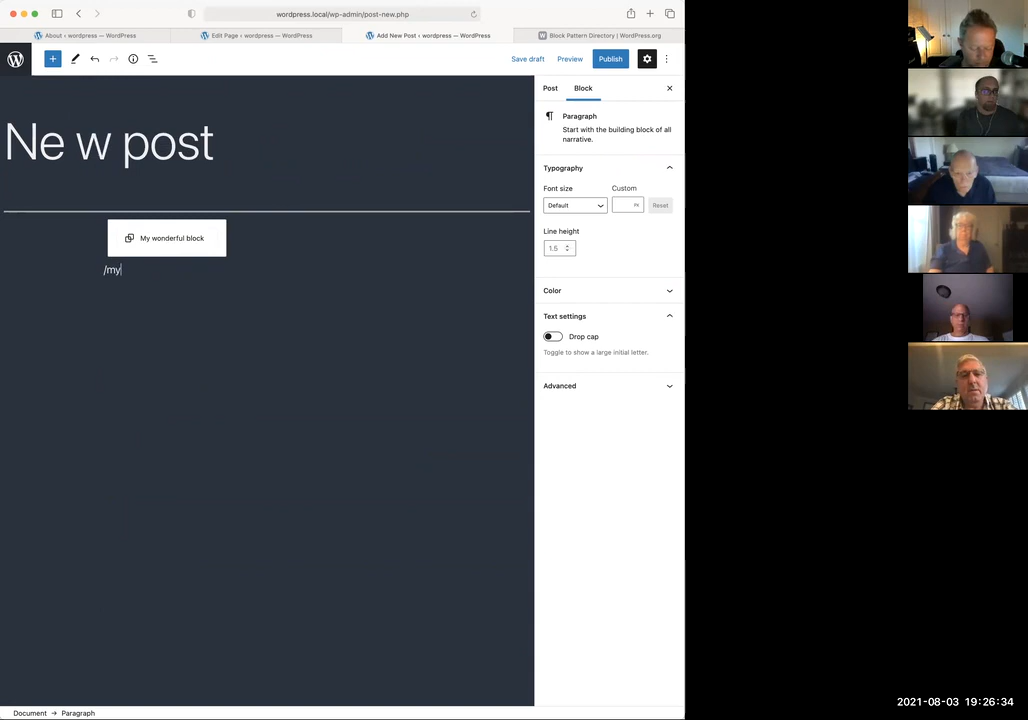 wordpress.local/wp-admin/post-new.php
About ‹ wordpress — WordPress
Edit Page ‹ wordpress — WordPress
Add New Post ‹ wordpress — WordPress
Block Pattern Directory | WordPress.org
Save draft
Preview
Publish
Post
Block
Paragraph
Start with the building block of all
narrative.
Typography
Font size
Custom
Default
PX
Reset
Line height
1.5
Color
Text settings
Drop cap
Toggle to show a large initial letter.
Advanced
Ne w post
My wonderful block
/my
Document → Paragraph
2021-08-03 19:26:34